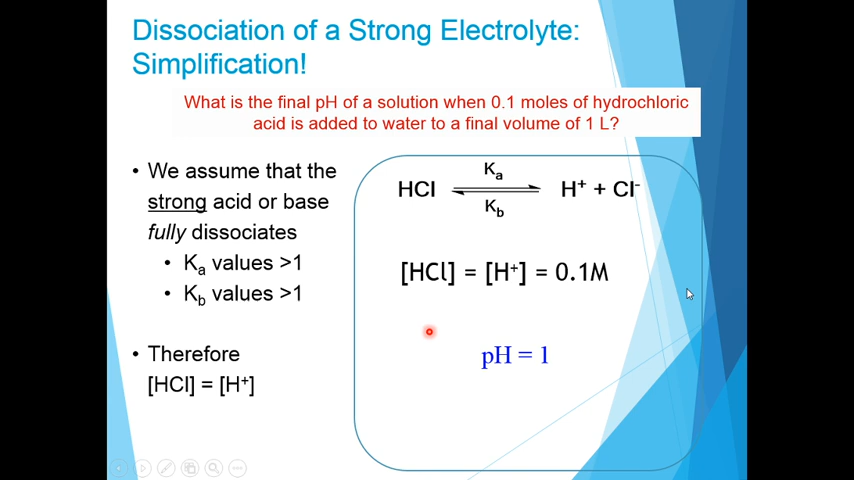 Dissociation of a Strong Electrolyte:
Simplification!
What is the final pH of a solution when 0.1 moles of hydrochloric
acid is added to water to a final volume of 1 L?
• We assume that the
strong acid or base
fully dissociates
• Kₐ values >1
• K_b values >1
• Therefore
[HCl] = [H⁺]
Kₐ
HCl ⇌ H⁺ + Cl⁻
K_b
[HCl] = [H⁺] = 0.1M
pH = 1